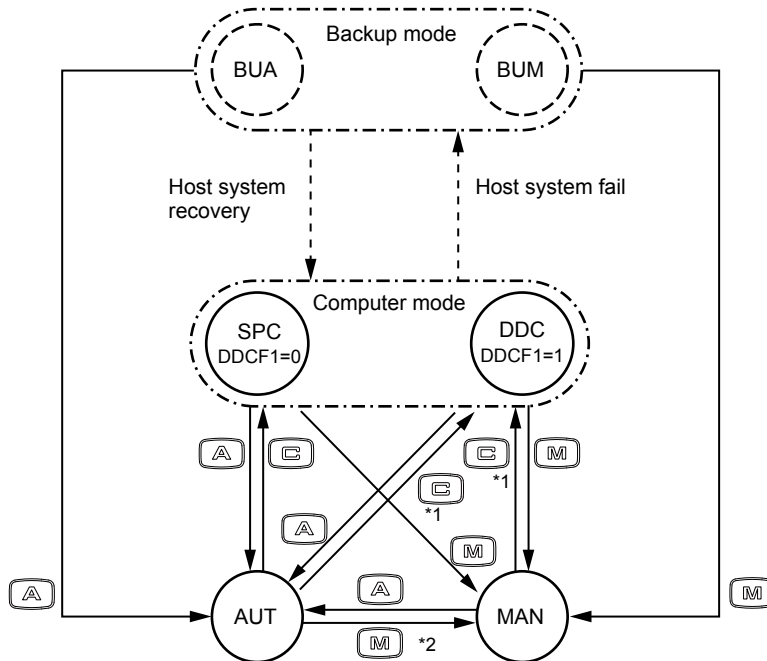 Backup mode
BUA
BUM
Host system
recovery
Host system fail
Computer mode
SPC
DDCF1=0
DDC
DDCF1=1
A
C
C
*1
M
C
*1
A
M
A
A
M
AUT
MAN
M *2